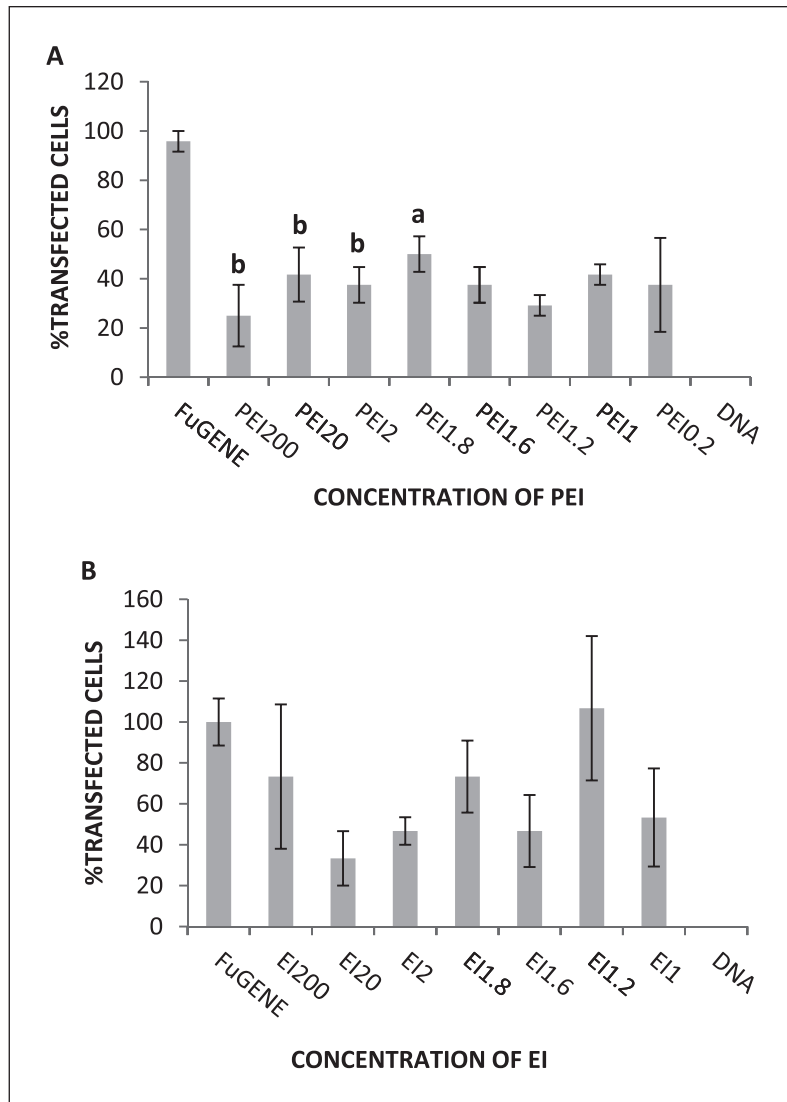 A
120
100
80
60
40
20
0
%TRANSFECTED CELLS
b
b
b
a
FuGENE
PEI200
PEI20
PEI2
PEI1.8
PEI1.6
PEI1.2
PEI1
PEI0.2
DNA
CONCENTRATION OF PEI
B
160
140
120
100
80
60
40
20
0
%TRANSFECTED CELLS
FuGENE
EI200
EI20
EI2
EI1.8
EI1.6
EI1.2
EI1
DNA
CONCENTRATION OF EI